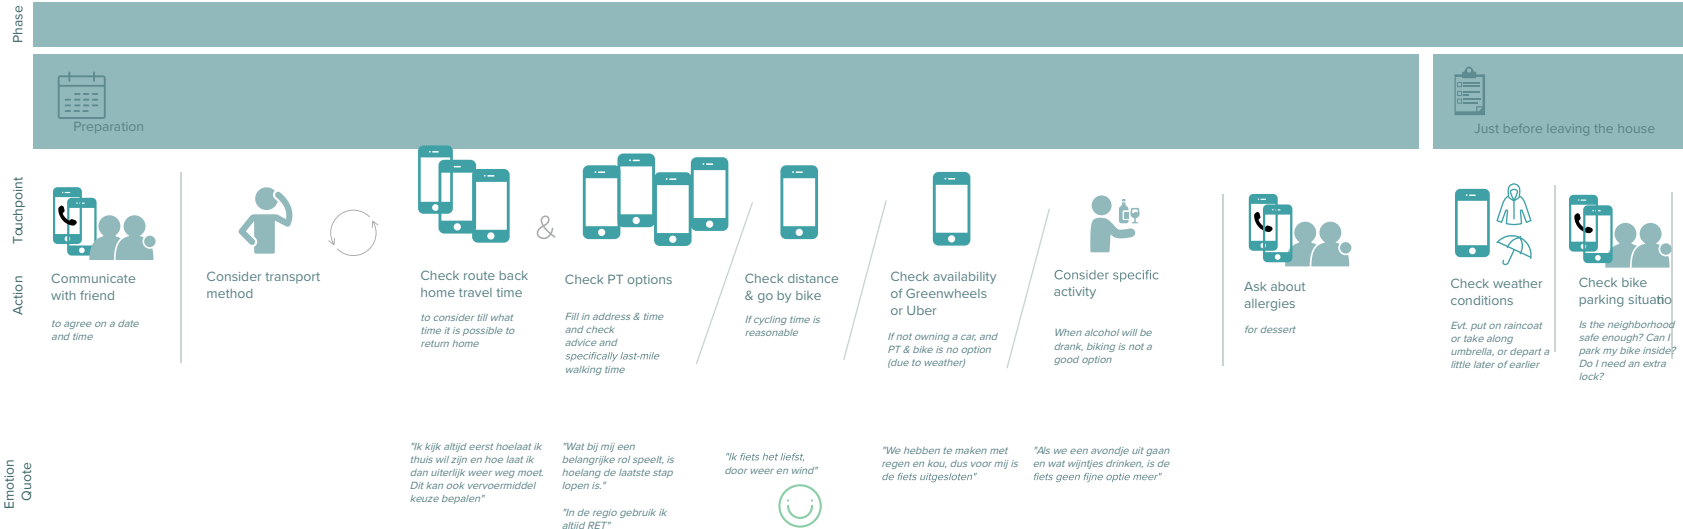 Phase
Preparation
Just before leaving the house
Touchpoint
&
Action
Communicate
with friend
to agree on a date
and time
Consider transport
method
Check route back
home travel time
to consider till what
time it is possible to
return home
Check PT options
Fill in address & time
and check
advice and
specifically last-mile
walking time
Check distance
& go by bike
If cycling time is
reasonable
Check availability
of Greenwheels
or Uber
If not owning a car, and
PT & bike is no option
(due to weather)
Consider specific
activity
When alcohol will be
drank, biking is not a
good option
Ask about
allergies
for dessert
Check weather
conditions
Evt. put on raincoat
or take along
umbrella, or depart a
little later of earlier
Check bike
parking situatio
Is the neighborhood
safe enough? Can I
park my bike inside?
Do I need an extra
lock?
Emotion
Quote
"Ik kijk altijd eerst hoelaat ik
thuis wil zijn en hoe laat ik
dan uiterlijk weer weg moet.
Dit kan ook vervoermiddel
keuze bepalen"
"Wat bij mij een
belangrijke rol speelt, is
hoelang de laatste stap
lopen is."
"In de regio gebruik ik
altijd RET"
"Ik fiets het liefst,
door weer en wind"
"We hebben te maken met
regen en kou, dus voor mij is
de fiets uitgesloten"
"Als we een avondje uit gaan
en wat wijntjes drinken, is de
fiets geen fijne optie meer"